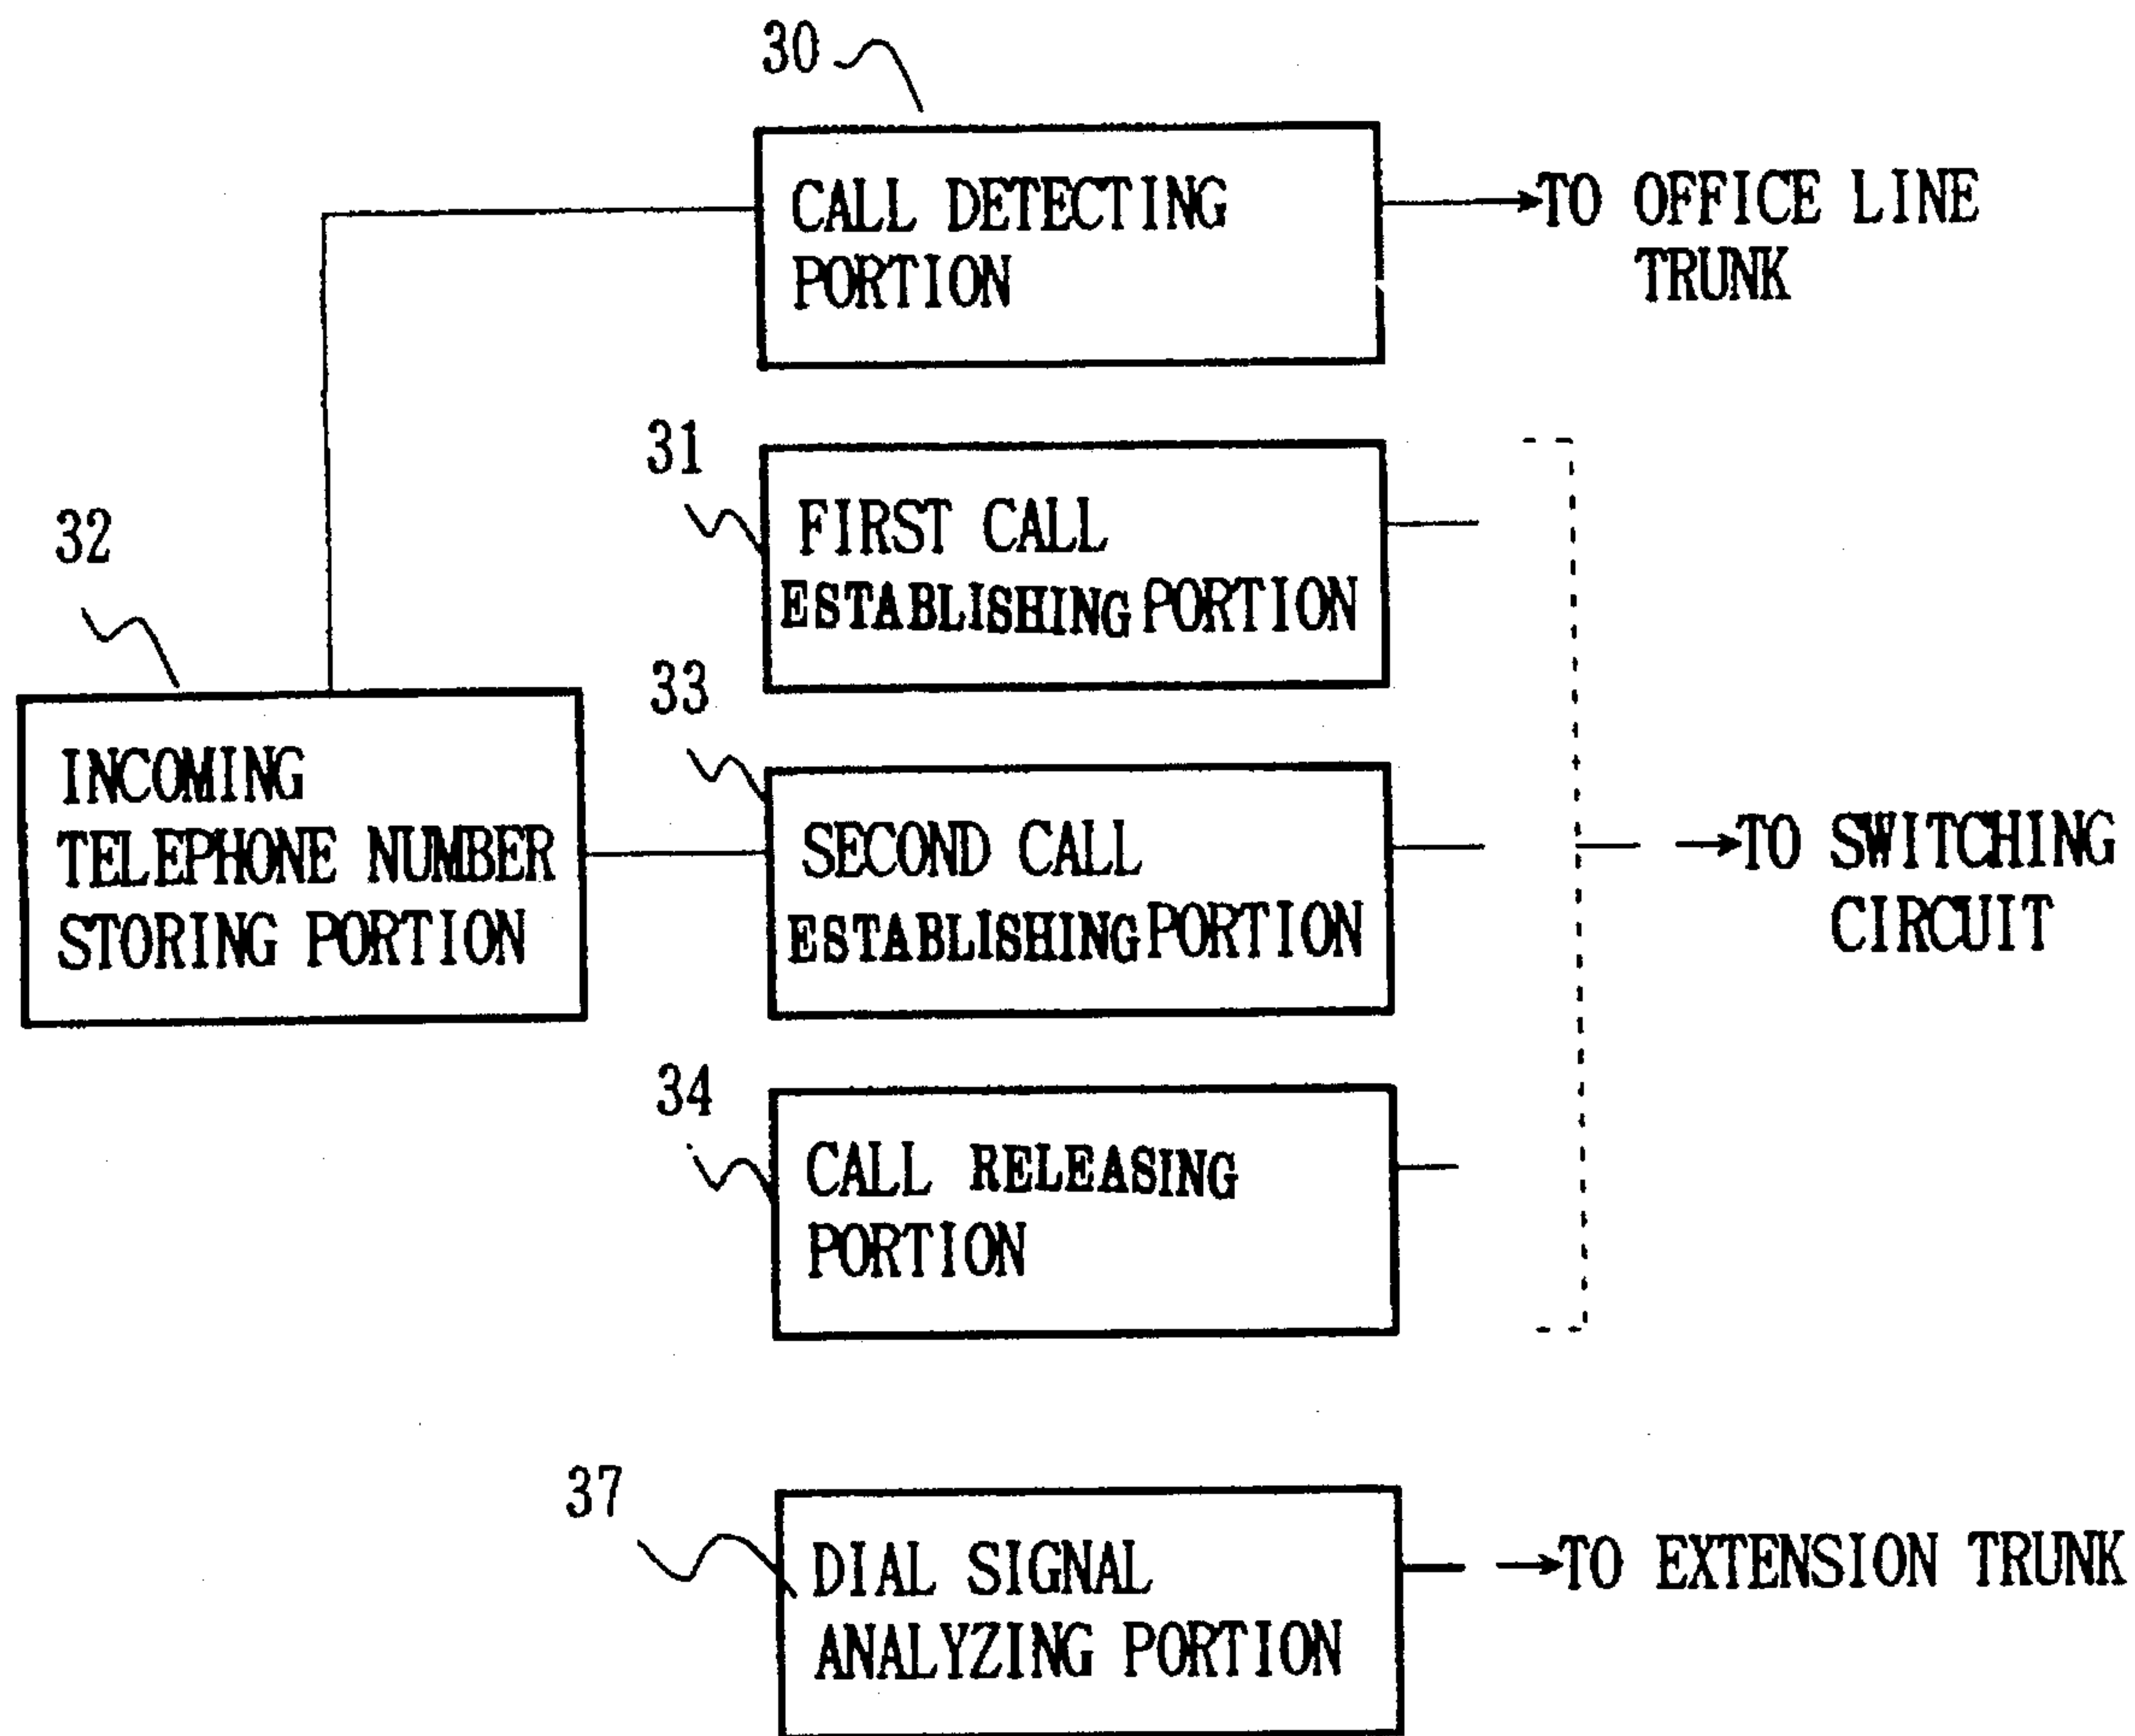 30
CALL DETECTING
PORTION
TO OFFICE LINE
TRUNK
31
FIRST CALL
ESTABLISHING PORTION
32
INCOMING
TELEPHONE NUMBER
STORING PORTION
33
SECOND CALL
ESTABLISHING PORTION
TO SWITCHING
CIRCUIT
34
CALL RELEASING
PORTION
37
DIAL SIGNAL
ANALYZING PORTION
TO EXTENSION TRUNK